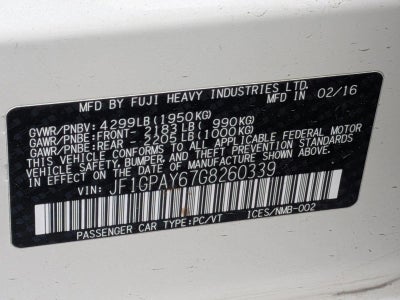 MFD. BY FUJI HEAVY INDUSTRIES LTD.
MFD IN 02/16
GVWR/PNBV: 4299LB(1950KG)
GAWR/PNBE: FRONT- 2183LB( 990KG)
GAWR/PNBE: REAR- 2205LB(1000KG)
THIS VEHICLE CONFORMS TO ALL APPLICABLE FEDERAL MOTOR
VEHICLE SAFETY, BUMPER, AND THEFT PREVENTION STANDARDS
IN EFFECT ON THE DATE OF MANUFACTURE SHOWN ABOVE.
VIN: JF1GPAY67G8260339
PASSENGER CAR TYPE:PC/VT ICES/NMB-002